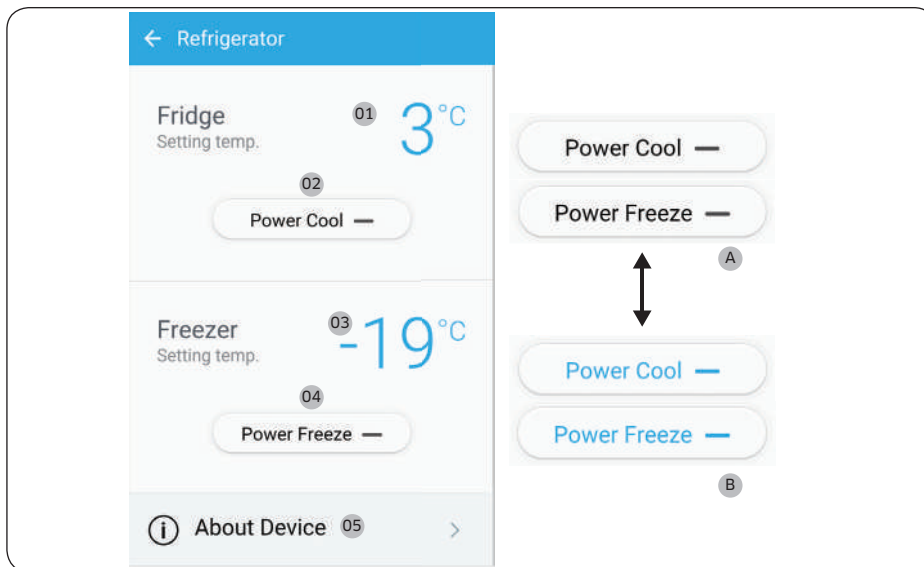 ← Refrigerator
Fridge 01 3°C
Setting temp.
02
Power Cool —
Freezer 03 -19°C
Setting temp.
04
Power Freeze —
i About Device 05 >
Power Cool —
Power Freeze —
A
Power Cool —
Power Freeze —
B